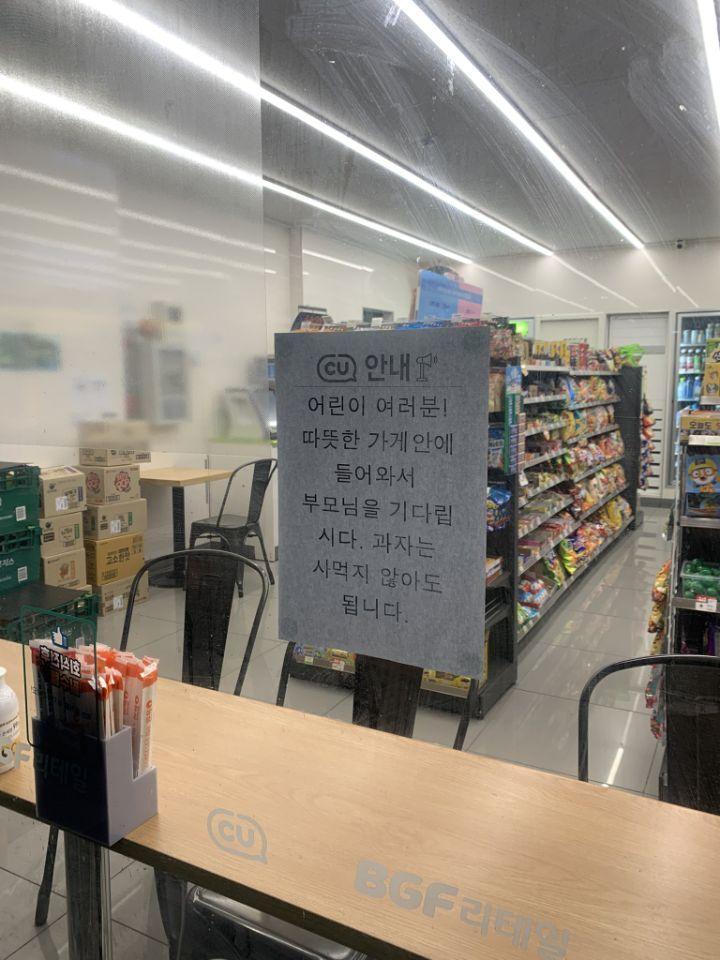 CU 안내
어린이 여러분!
따뜻한 가게안에
들어와서
부모님을 기다립
시다. 과자는
사먹지 않아도
됩니다.
CU
BGF리테일